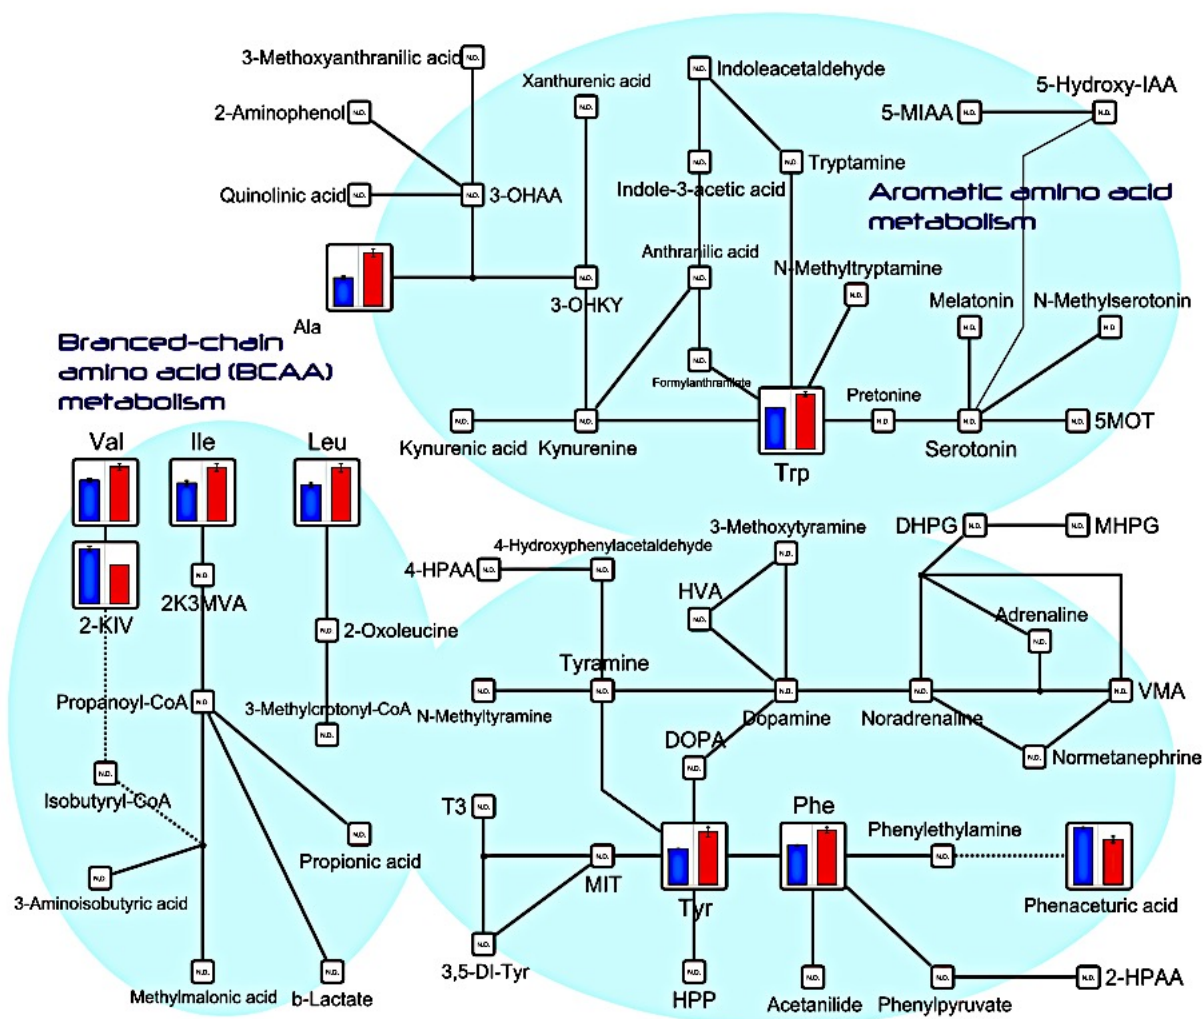 3-Methoxyanthranilic acid
N.D.
Xanthurenic acid
N.D.
N.D.
Indoleacetaldehyde
5-Hydroxy-IAA
2-Aminophenol
N.D.
5-MIAA
N.D.
N.D.
N.D.
Indole-3-acetic acid
N.D.
Tryptamine
Quinolinic acid
N.D.
N.D.
3-OHAA
Aromatic amino acid
metabolism
Anthranilic acid
N.D.
N-Methyltryptamine
N.D.
Ala
N.D.
3-OHKY
Melatonin
N.D.
N-Methylserotonin
N.D.
Branced-chain
amino acid (BCAA)
metabolism
N.D.
Formylanthranilate
Kynurenic acid
N.D.
Kynurenine
N.D.
Trp
Pretonine
N.D.
Serotonin
N.D.
N.D.
5MOT
Val
Ile
Leu
2-KIV
N.D.
2K3MVA
N.D.
2-Oxoleucine
Propanoyl-CoA
N.D.
3-Methylcrotonyl-CoA
N.D.
N.D.
Isobutyryl-CoA
N.D.
Propionic acid
N.D.
3-Aminoisobutyric acid
N.D.
Methylmalonic acid
N.D.
b-Lactate
3-Methoxytyramine
N.D.
DHPG
N.D.
N.D.
MHPG
4-Hydroxyphenylacetaldehyde
N.D.
4-HPAA
N.D.
HVA
N.D.
Adrenaline
N.D.
Tyramine
N.D.
N.D.
N-Methyltyramine
N.D.
Dopamine
N.D.
Noradrenaline
N.D.
VMA
DOPA
N.D.
N.D.
Normetanephrine
T3
N.D.
N.D.
MIT
Tyr
Phe
Phenylethylamine
N.D.
Phenaceturic acid
N.D.
3,5-DI-Tyr
N.D.
HPP
N.D.
Acetanilide
N.D.
Phenylpyruvate
N.D.
2-HPAA